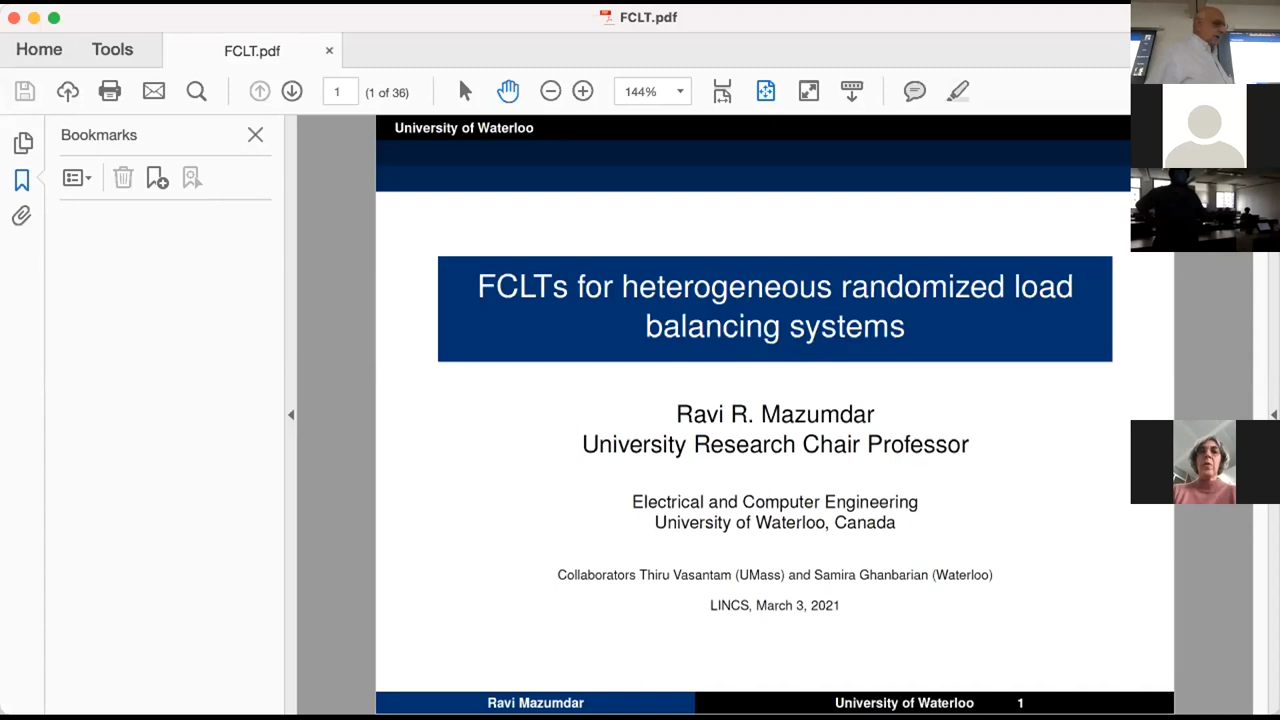 FCLT.pdf
Home
Tools
FCLT.pdf
1
(1 of 36)
144%
Bookmarks
University of Waterloo
FCLTs for heterogeneous randomized load
balancing systems
Ravi R. Mazumdar
University Research Chair Professor
Electrical and Computer Engineering
University of Waterloo, Canada
Collaborators Thiru Vasantam (UMass) and Samira Ghanbarian (Waterloo)
LINCS, March 3, 2021
Ravi Mazumdar
University of Waterloo
1